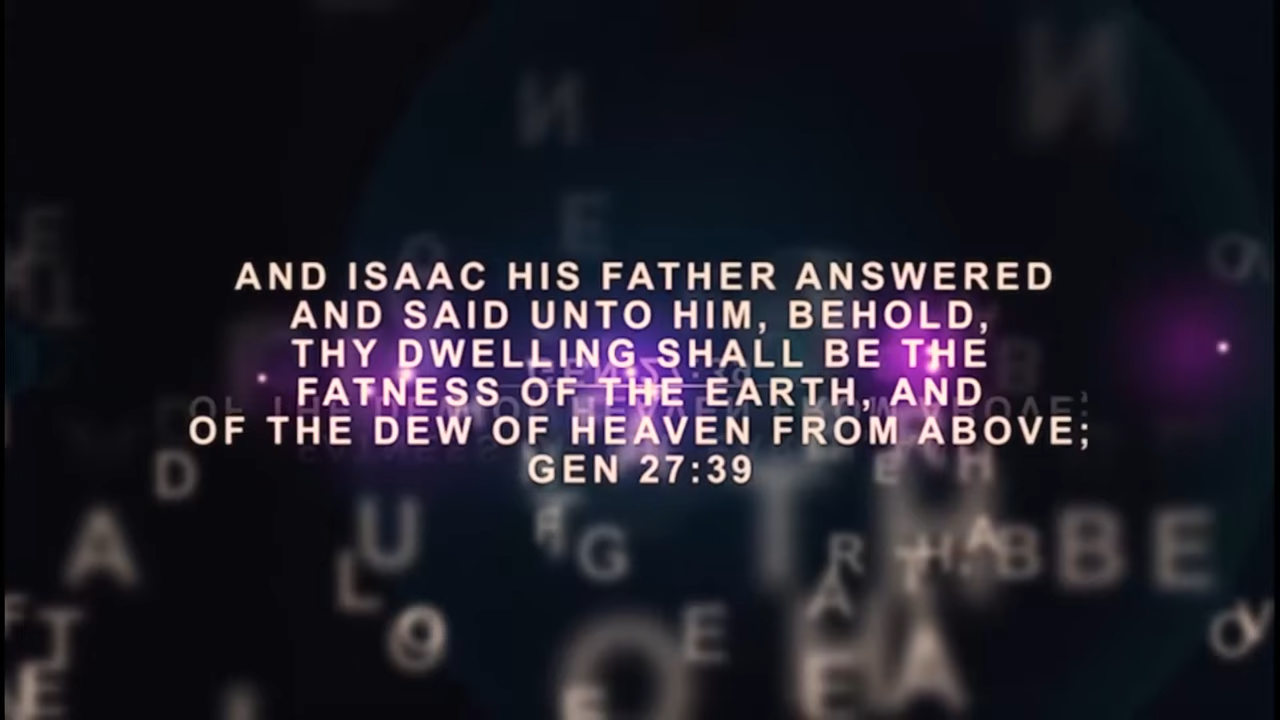 AND ISAAC HIS FATHER ANSWERED
AND SAID UNTO HIM, BEHOLD,
THY DWELLING SHALL BE THE
FATNESS OF THE EARTH, AND
OF THE DEW OF HEAVEN FROM ABOVE;
GEN 27:39